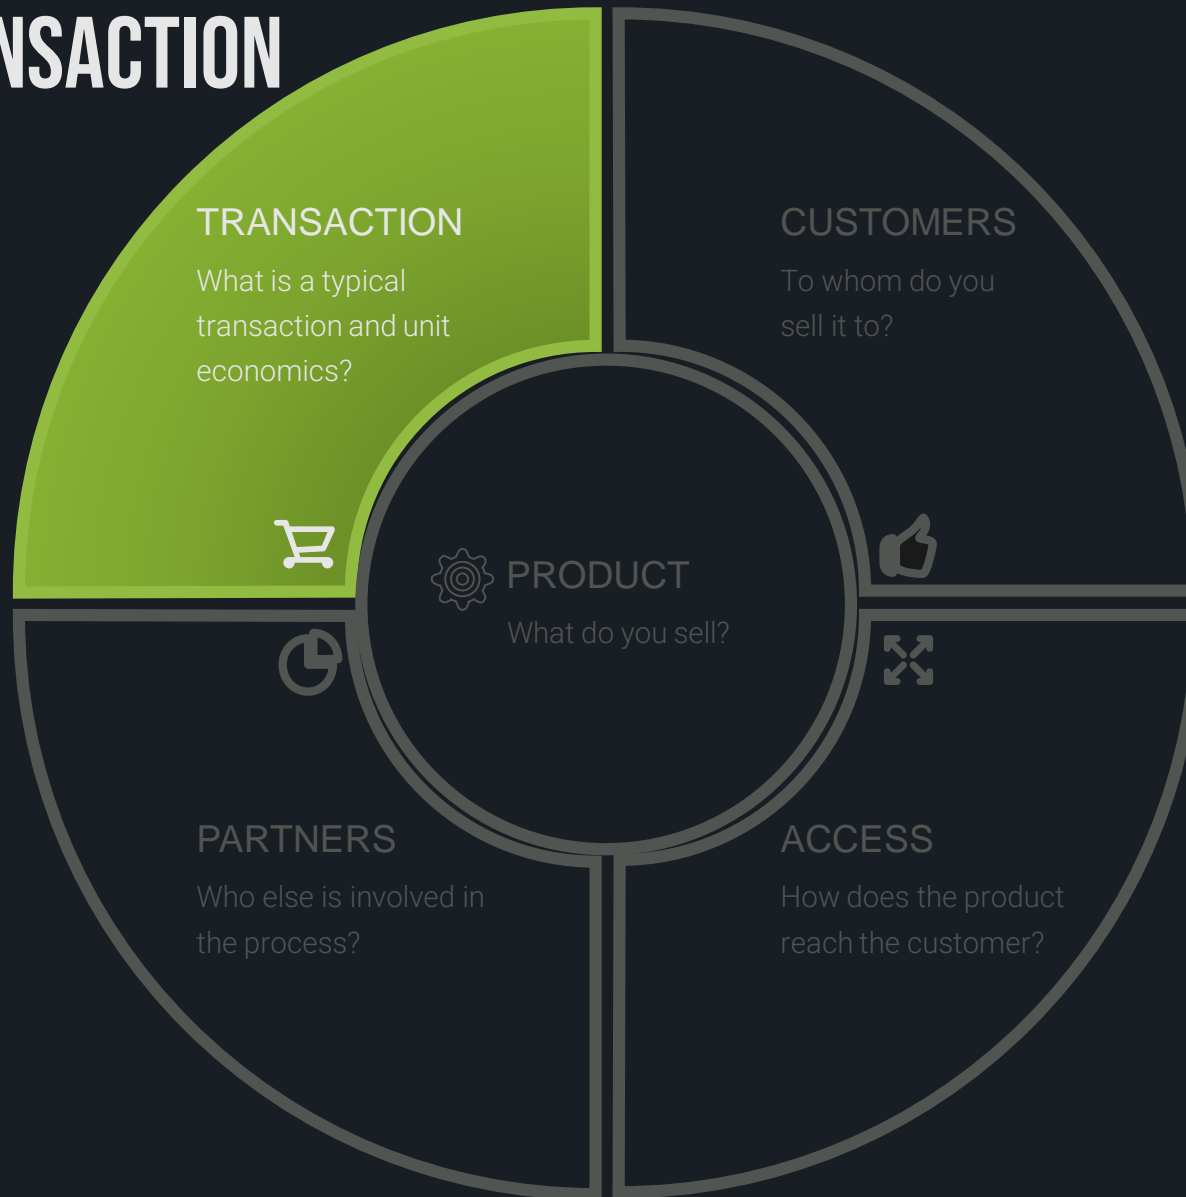 NSACTION
TRANSACTION
What is a typical
transaction and unit
economics?
CUSTOMERS
To whom do you
sell it to?
PRODUCT
What do you sell?
PARTNERS
Who else is involved in
the process?
ACCESS
How does the product
reach the customer?